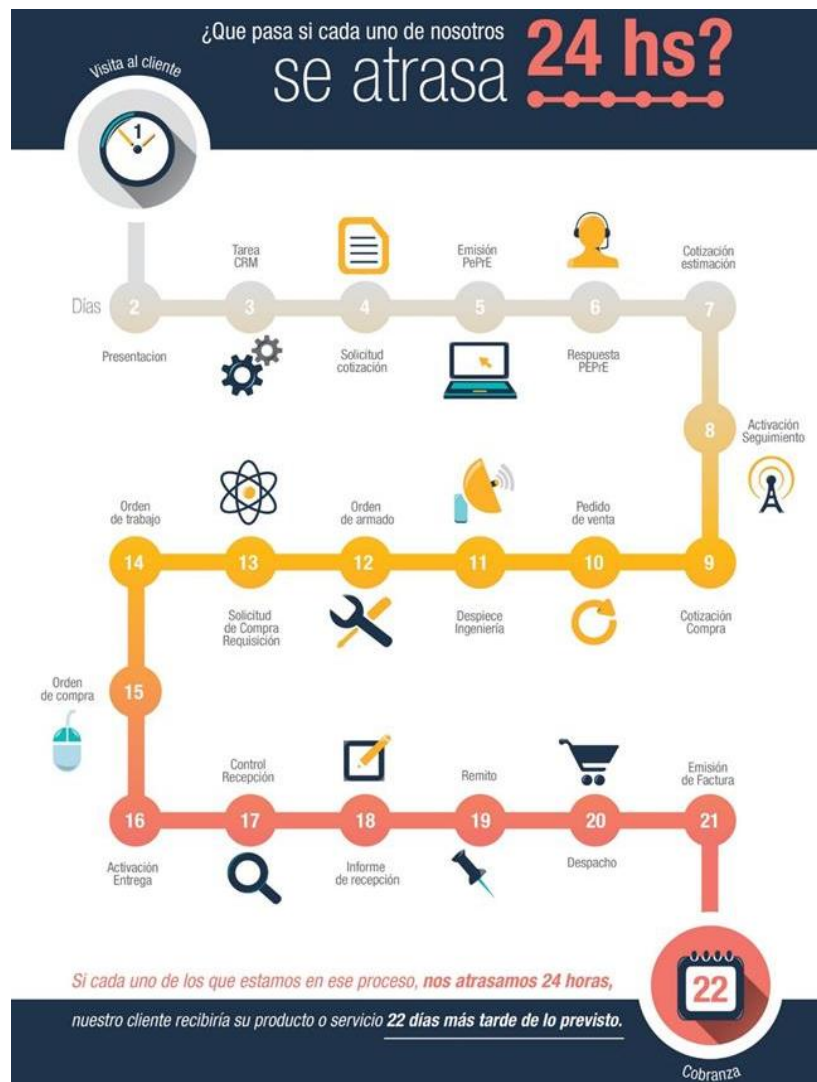 ¿Que pasa si cada uno de nosotros
se atrasa
24 hs?
Visita al cliente
1
Tarea
CRM
Emisión
PePrE
Cotización
estimación
Días
2
3
4
5
6
7
Presentacion
Solicitud
cotización
Respuesta
PEPrE
8
Activación
Seguimiento
Orden
de trabajo
Orden
de armado
Pedido
de venta
14
13
12
11
10
9
Solicitud
de Compra
Requisición
Despiece
Ingeniería
Cotización
Compra
Orden
de compra
15
Control
Recepción
Remito
Emisión
de Factura
16
17
18
19
20
21
Activación
Entrega
Informe
de recepción
Despacho
22
Si cada uno de los que estamos en ese proceso, nos atrasamos 24 horas,
nuestro cliente recibiría su producto o servicio 22 días más tarde de lo previsto.
Cobranza